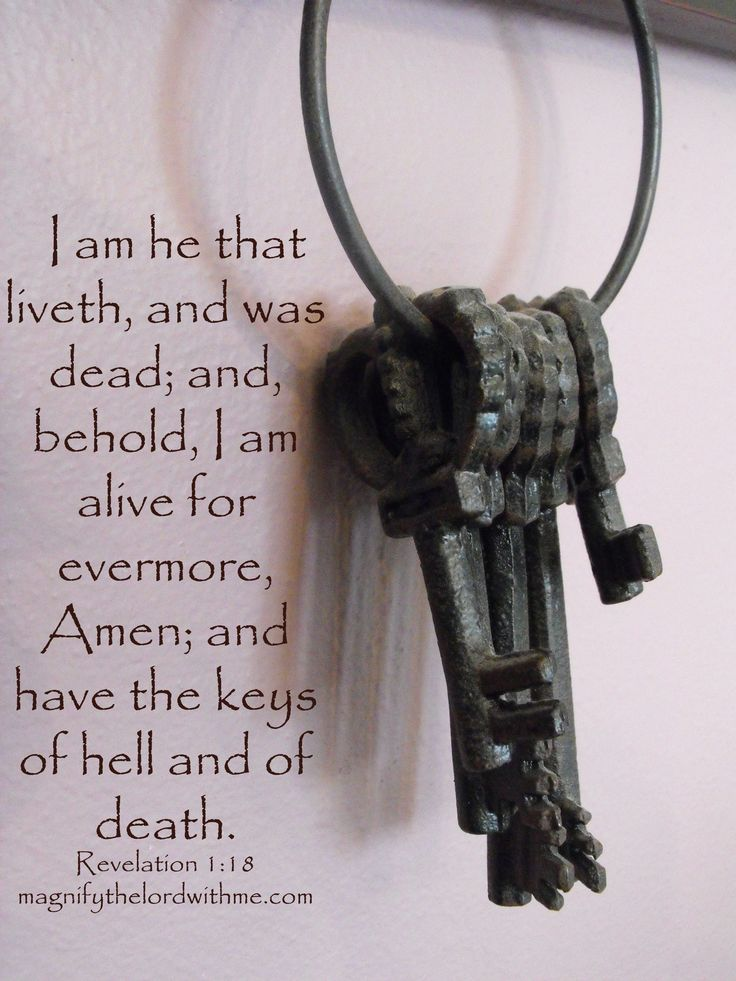 I am he that
liveth, and was
dead; and,
behold, I am
alive for
evermore,
Amen; and
have the keys
of hell and of
death.
Revelation 1:18
magnifythelordwithme.com